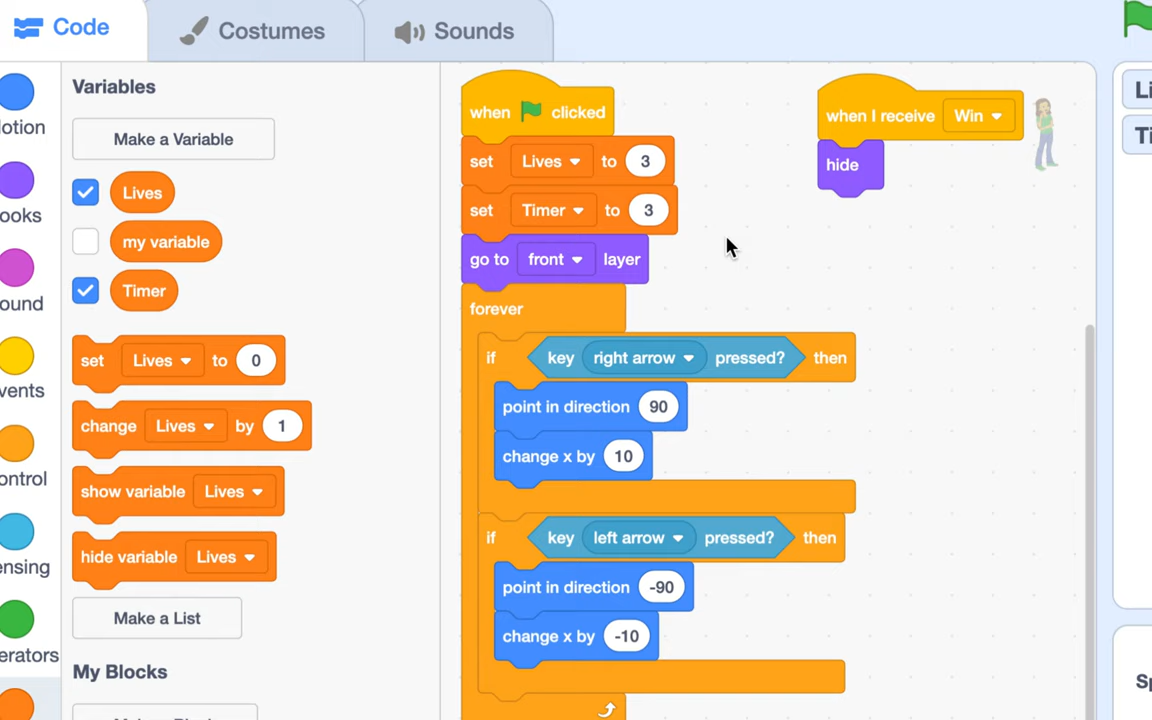 Code
Costumes
Sounds
otion
ooks
ound
vents
ontrol
ensing
erators
Variables
Make a Variable
Lives
my variable
Timer
set Lives to 0
change Lives by 1
show variable Lives
hide variable Lives
Make a List
My Blocks
when clicked
set Lives to 3
set Timer to 3
go to front layer
forever
if key right arrow pressed? then
point in direction 90
change x by 10
if key left arrow pressed? then
point in direction -90
change x by -10
when I receive Win
hide
Li
Ti
Sp